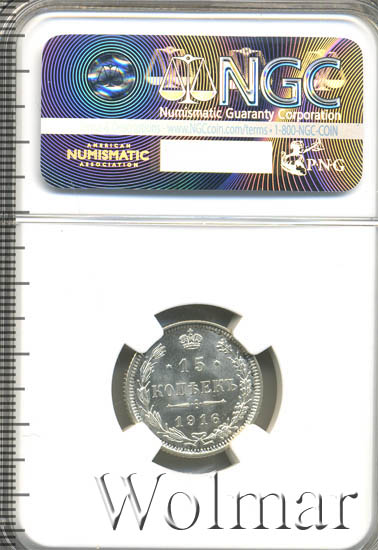 NGC
Numismatic Guaranty Corporation
www.NGCcoin.com/terms • 1-800-NGC-COIN
AMERICAN
NUMISMATIC
ASSOCIATION
PNG
15
КОПѢЕКЪ
1916
Wolmar